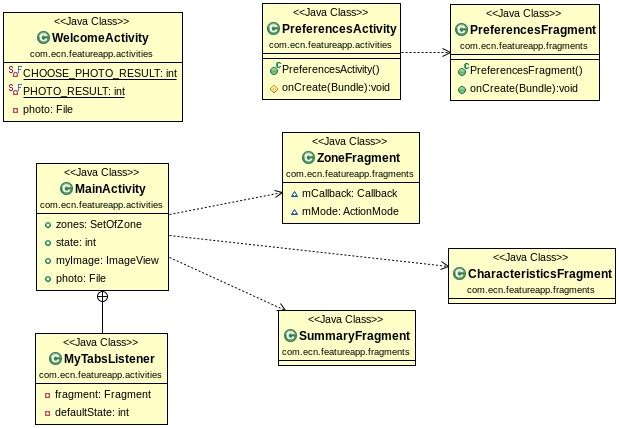 <<Java Class>>
WelcomeActivity
com.ecn.featureapp.activities
CHOOSE_PHOTO_RESULT: int
PHOTO_RESULT: int
photo: File
<<Java Class>>
PreferencesActivity
com.ecn.featureapp.activities
PreferencesActivity()
onCreate(Bundle):void
<<Java Class>>
PreferencesFragment
com.ecn.featureapp.fragments
PreferencesFragment()
onCreate(Bundle):void
<<Java Class>>
MainActivity
com.ecn.featureapp.activities
zones: SetOfZone
state: int
myImage: ImageView
photo: File
<<Java Class>>
ZoneFragment
com.ecn.featureapp.fragments
mCallback: Callback
mMode: ActionMode
<<Java Class>>
CharacteristicsFragment
com.ecn.featureapp.fragments
<<Java Class>>
SummaryFragment
com.ecn.featureapp.fragments
<<Java Class>>
MyTabsListener
com.ecn.featureapp.activities
fragment: Fragment
defaultState: int